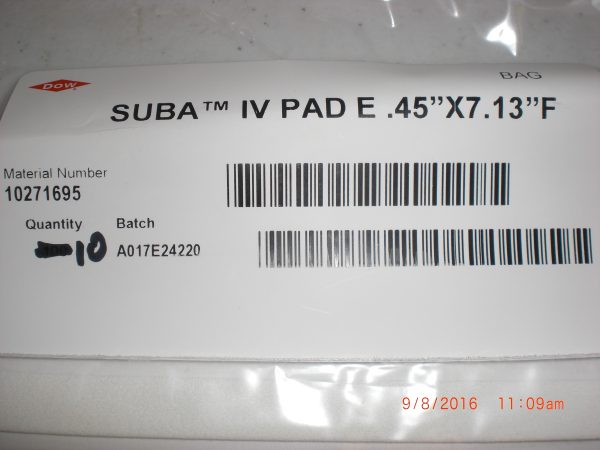 DOW
BAG
SUBA™ IV PAD E .45”X7.13”F
Material Number
10271695
Quantity Batch
10 A017E24220
9/8/2016 11:09am